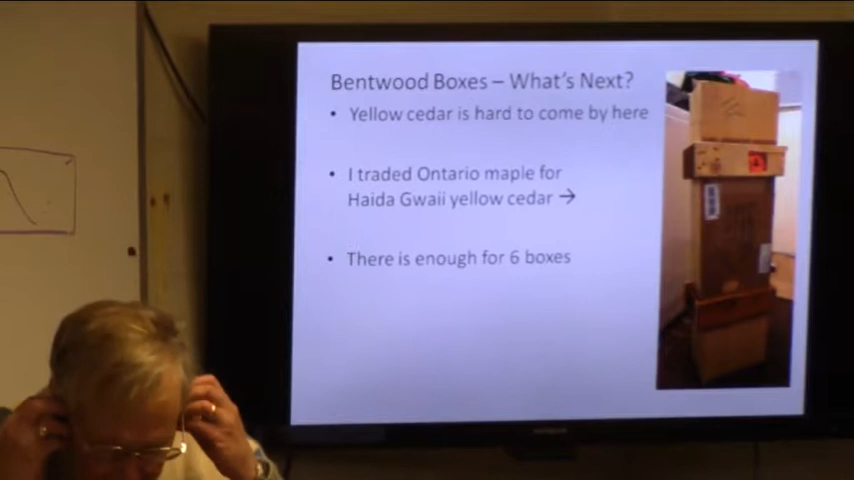 Bentwood Boxes – What's Next?
• Yellow cedar is hard to come by here
• I traded Ontario maple for
Haida Gwaii yellow cedar →
• There is enough for 6 boxes